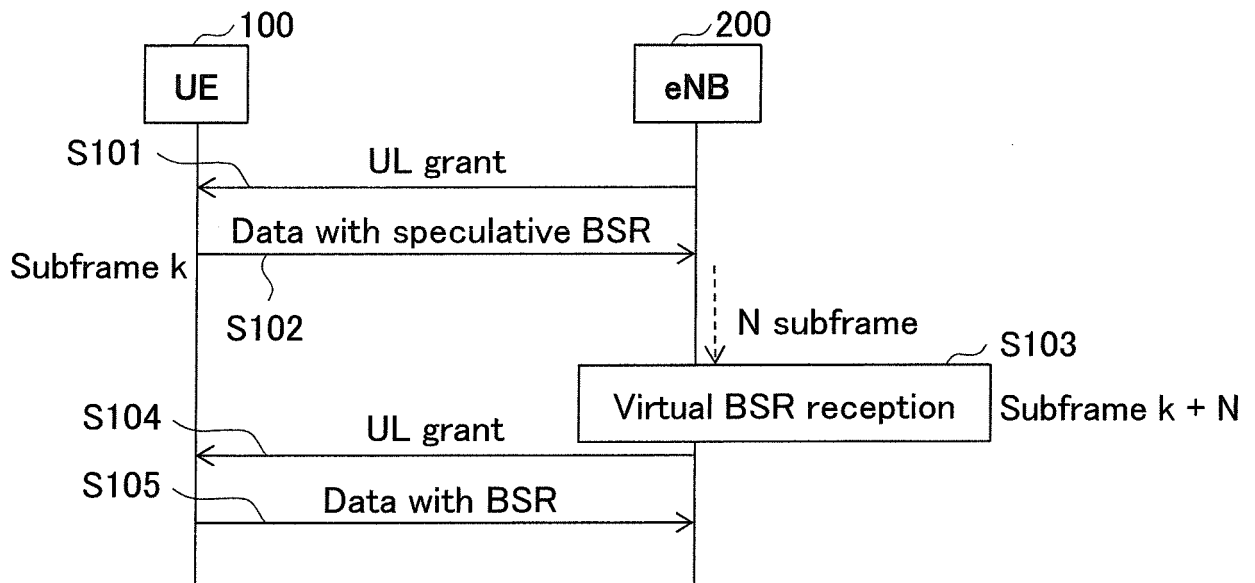 100
200
UE
eNB
S101
UL grant
Data with speculative BSR
Subframe k
S102
N subframe
S103
Virtual BSR reception
Subframe k + N
S104
UL grant
S105
Data with BSR